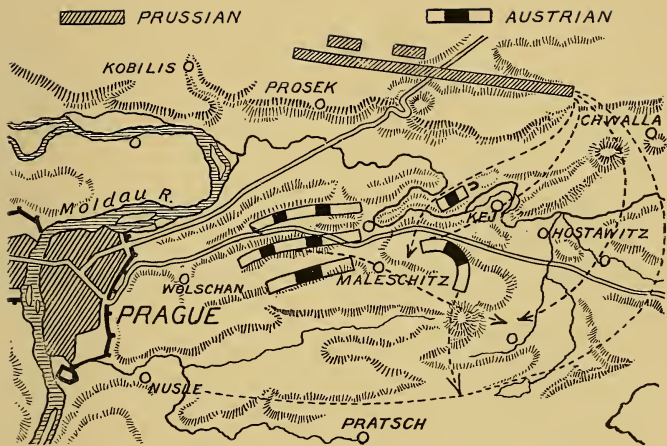 PRUSSIAN
AUSTRIAN
KOBILIS
PROSEK
CHWALLA
Moldau R.
KEJ
HOSTAWITZ
WOLSCHAN
MALESCHITZ
PRAGUE
NUSLE
PRATSCH